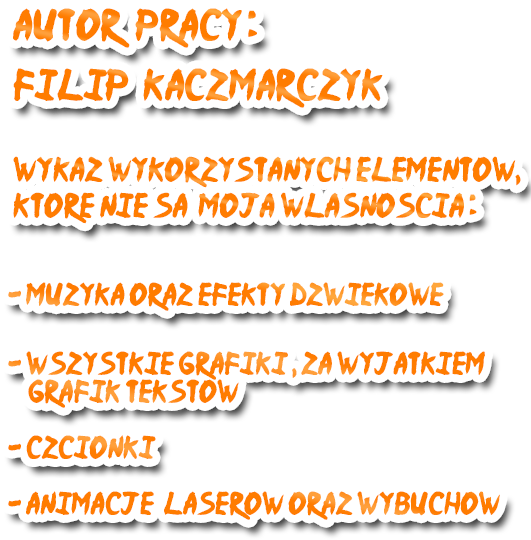 AUTOR PRACY:
FILIP KACZMARCZYK
WYKAZ WYKORZYSTANYCH ELEMENTOW,
KTORE NIE SA MOJA WLASNOSCIA:
- MUZYKA ORAZ EFEKTY DZWIEKOWE
- WSZYSTKIE GRAFIKI, ZA WYJATKIEM
GRAFIK TEKSTOW
- CZCIONKI
- ANIMACJE LASEROW ORAZ WYBUCHOW